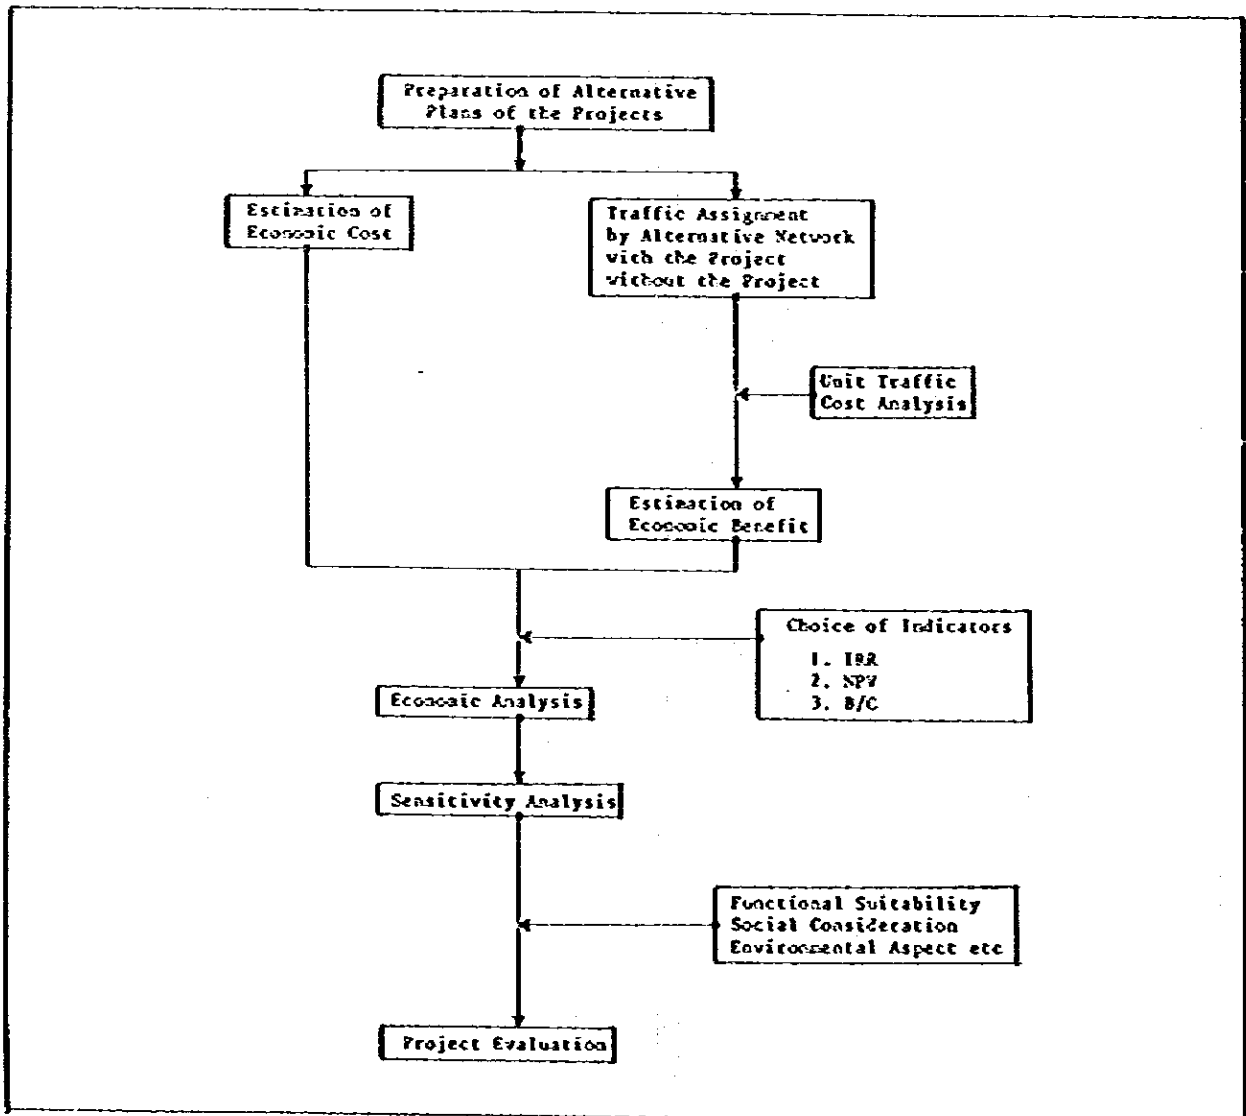 Preparation of Alternative
Plans of the Projects
Estimation of
Economic Cost
Traffic Assignment
by Alternative Network
with the Project
without the Project
Unit Traffic
Cost Analysis
Estimation of
Economic Benefit
Choice of Indicators
1. IRR
2. NPV
3. B/C
Economic Analysis
Sensitivity Analysis
Functional Suitability
Social Consideration
Environmental Aspect etc
Project Evaluation